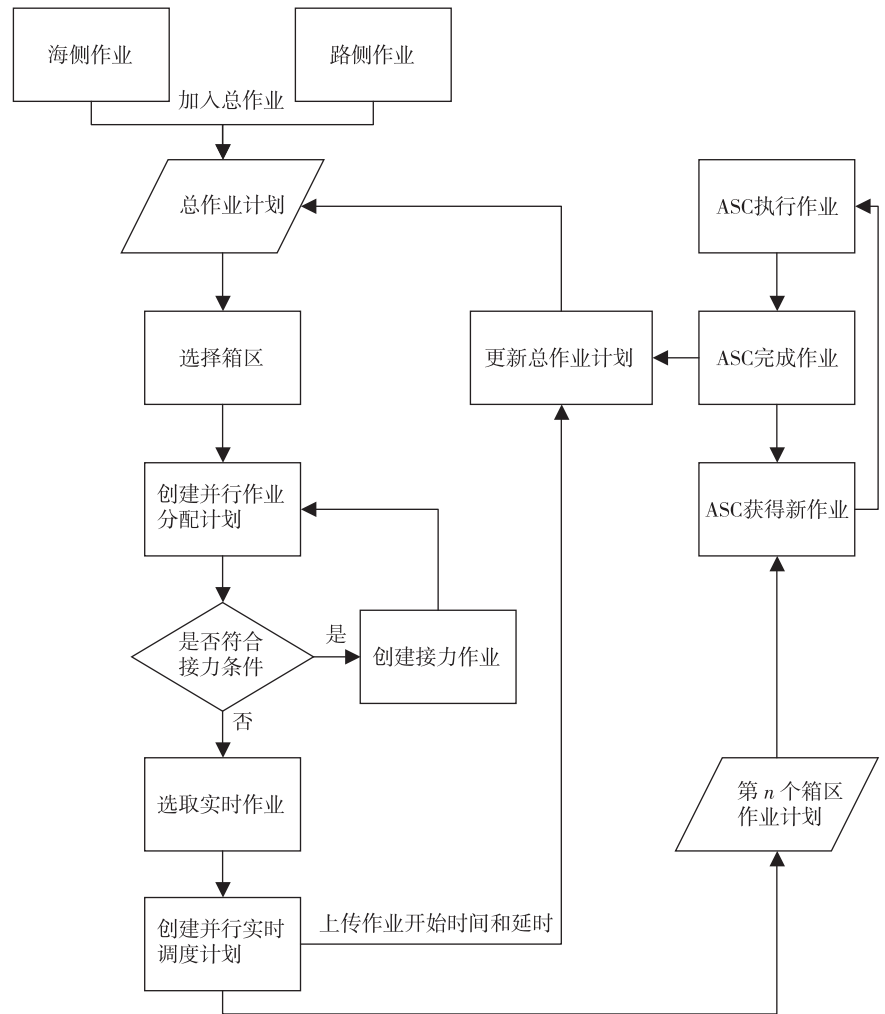 海侧作业
路侧作业
加入总作业
总作业计划
ASC执行作业
选择箱区
更新总作业计划
ASC完成作业
创建并行作业
分配计划
ASC获得新作业
是否符合
接力条件
是
创建接力作业
否
选取实时作业
第 n 个箱区
作业计划
创建并行实时
调度计划
上传作业开始时间和延时